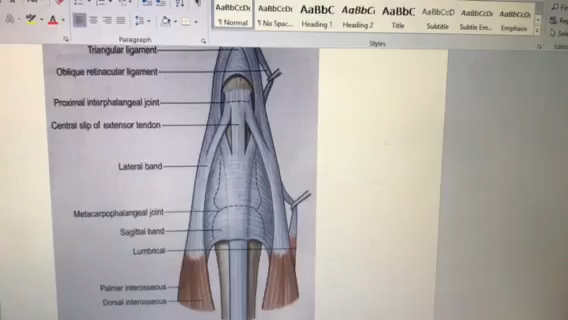 AaBbCcDc AaBbCcDc AaBbC AaBbCc AaBbC AaBbCcD AaBbCcDc AaBbCcDc
¶ Normal ¶ No Spac... Heading 1 Heading 2 Title Subtitle Subtle Em... Emphasis
Paragraph Styles
Triangular ligament
Oblique retinacular ligament
Proximal interphalangeal joint
Central slip of extensor tendon
Lateral band
Metacarpophalangeal joint
Sagittal band
Lumbrical
Palmar interosseous
Dorsal interosseous